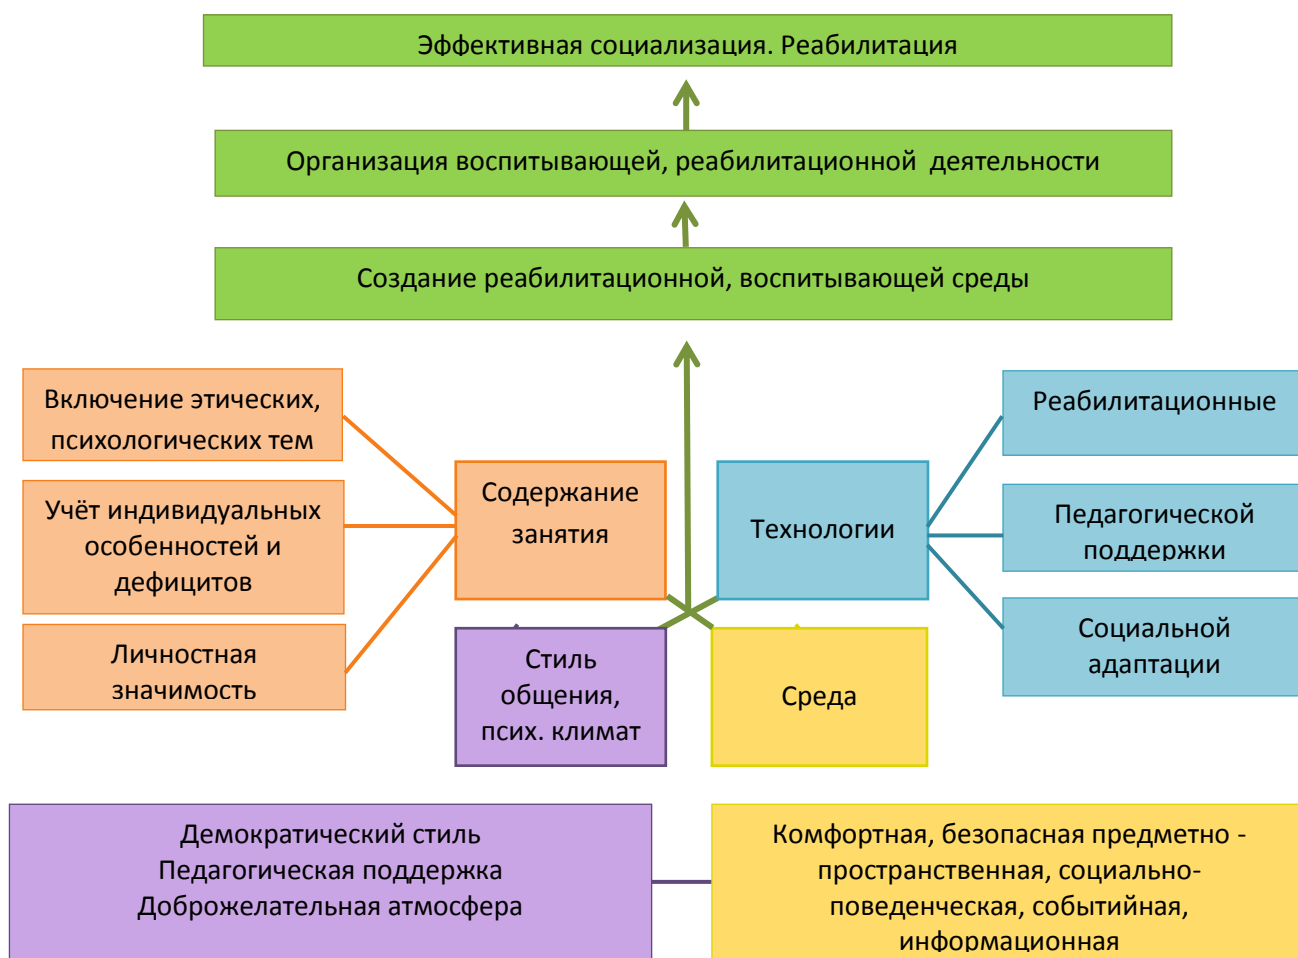 Эффективная социализация. Реабилитация
Организация воспитывающей, реабилитационной деятельности
Создание реабилитационной, воспитывающей среды
Включение этических,
психологических тем
Учёт индивидуальных
особенностей и
дефицитов
Личностная
значимость
Содержание
занятия
Технологии
Реабилитационные
Педагогической
поддержки
Социальной
адаптации
Стиль
общения,
псих. климат
Среда
Демократический стиль
Педагогическая поддержка
Доброжелательная атмосфера
Комфортная, безопасная предметно -
пространственная, социально-
поведенческая, событийная,
информационная